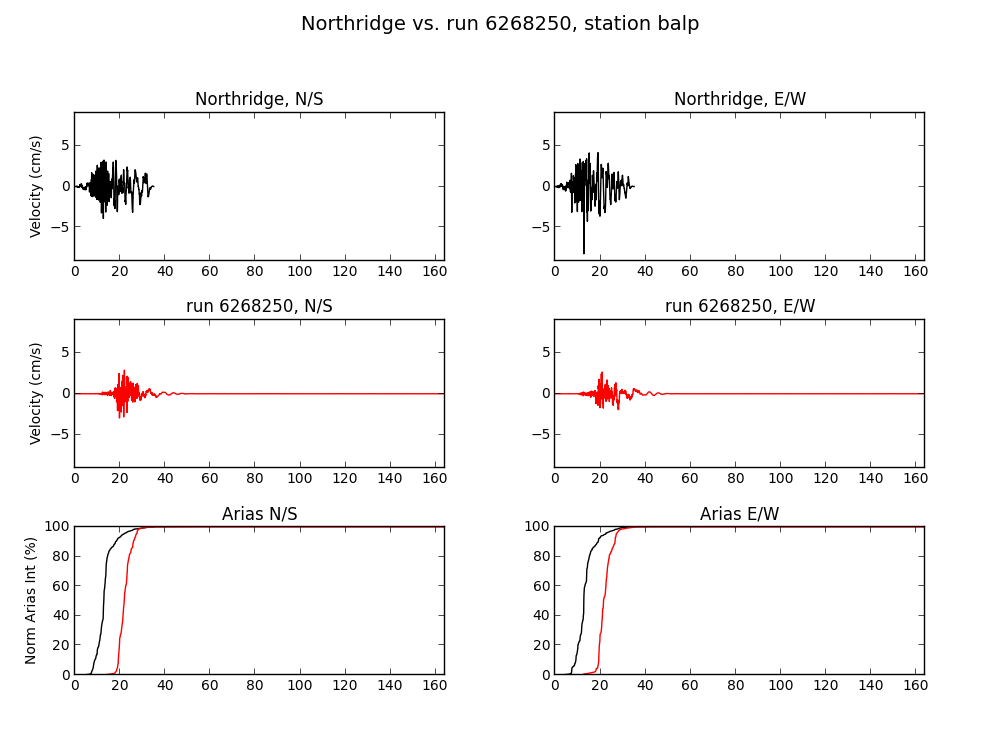 Northridge vs. run 6268250, station balp
Northridge, N/S
Northridge, E/W
Velocity (cm/s)
5
0
−5
0 20 40 60 80 100 120 140 160
5
0
−5
0 20 40 60 80 100 120 140 160
run 6268250, N/S
run 6268250, E/W
Velocity (cm/s)
5
0
−5
0 20 40 60 80 100 120 140 160
5
0
−5
0 20 40 60 80 100 120 140 160
Arias N/S
Arias E/W
Norm Arias Int (%)
100
80
60
40
20
0
0 20 40 60 80 100 120 140 160
100
80
60
40
20
0
0 20 40 60 80 100 120 140 160